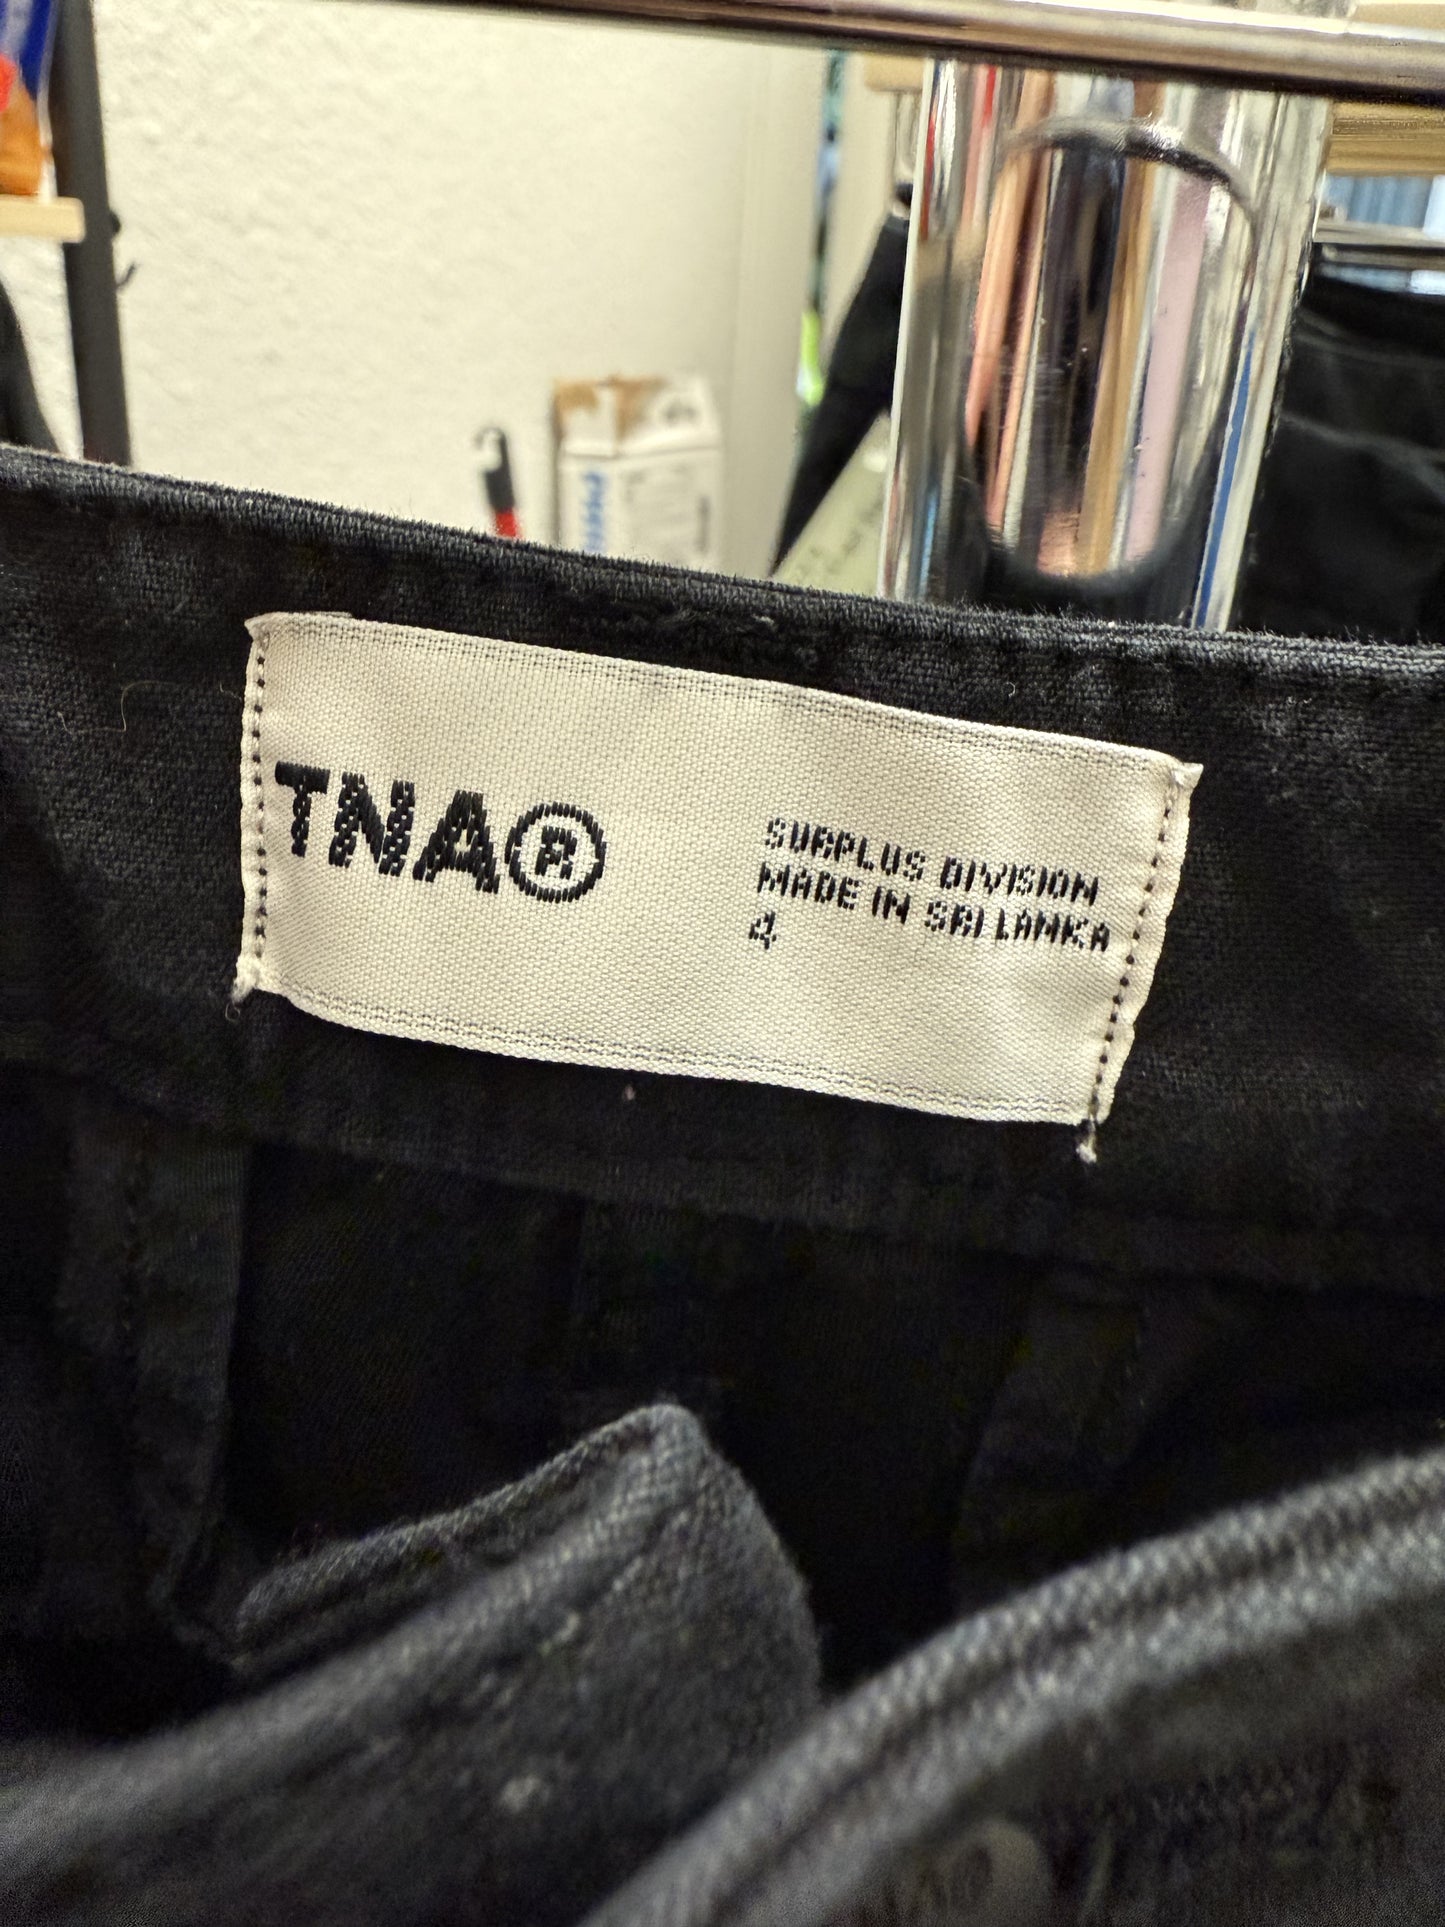 TNA®
SURPLUS DIVISION
MADE IN SRI LANKA
4